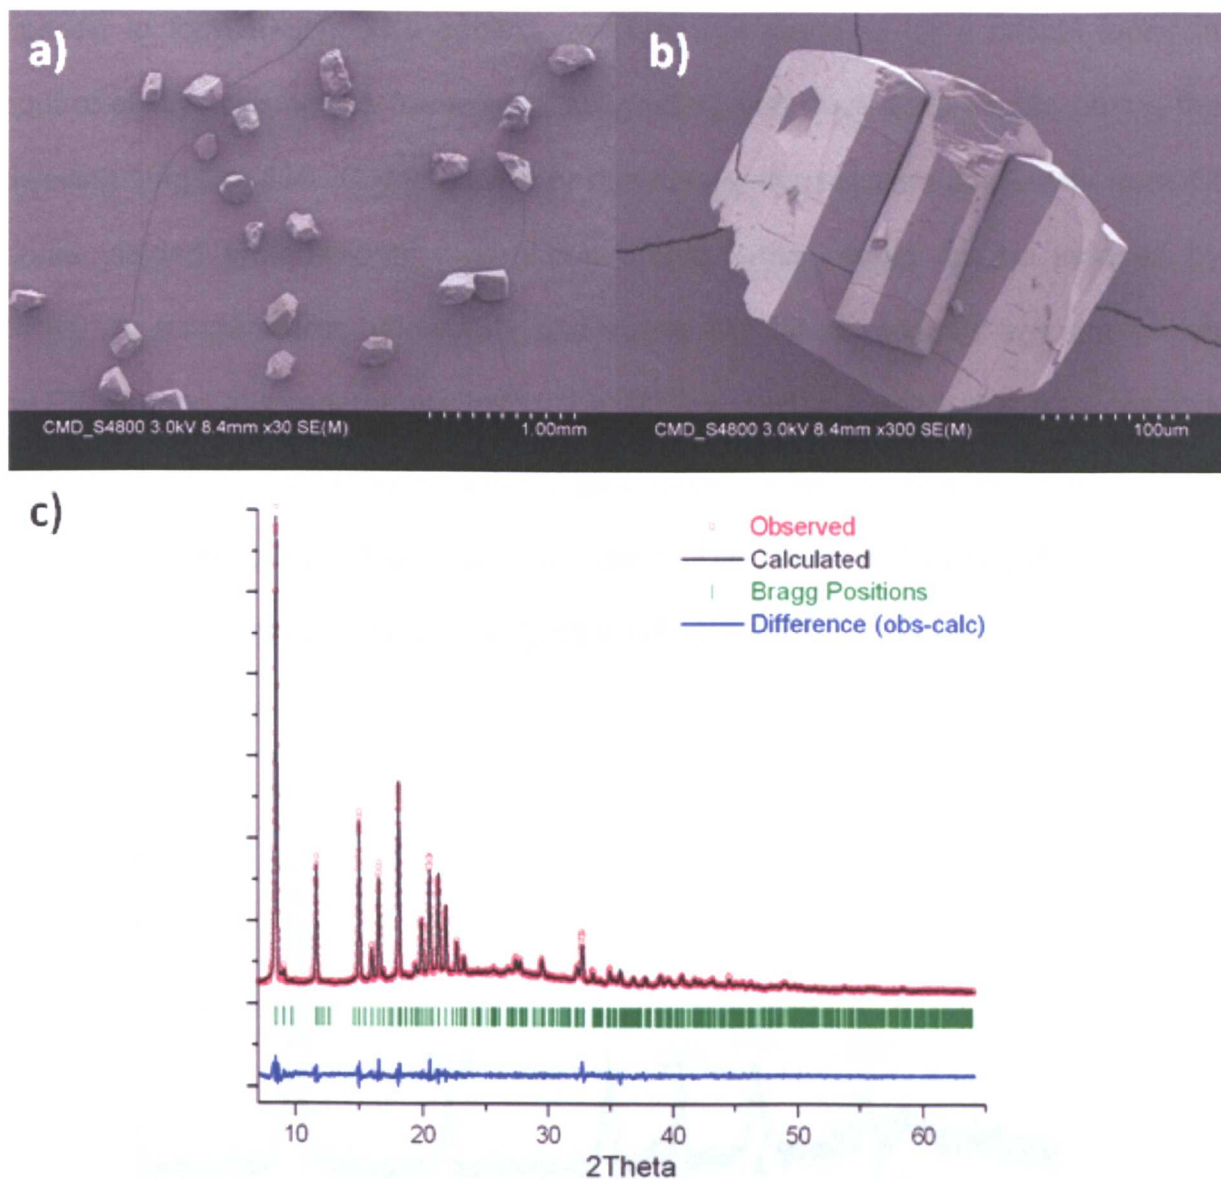 a)
b)
CMD_S4800 3.0kV 8.4mm x30 SE(M)
1.00mm
CMD_S4800 3.0kV 8.4mm x300 SE(M)
100um
c)
Observed
Calculated
Bragg Positions
Difference (obs-calc)
10 20 30 40 50 60
2Theta